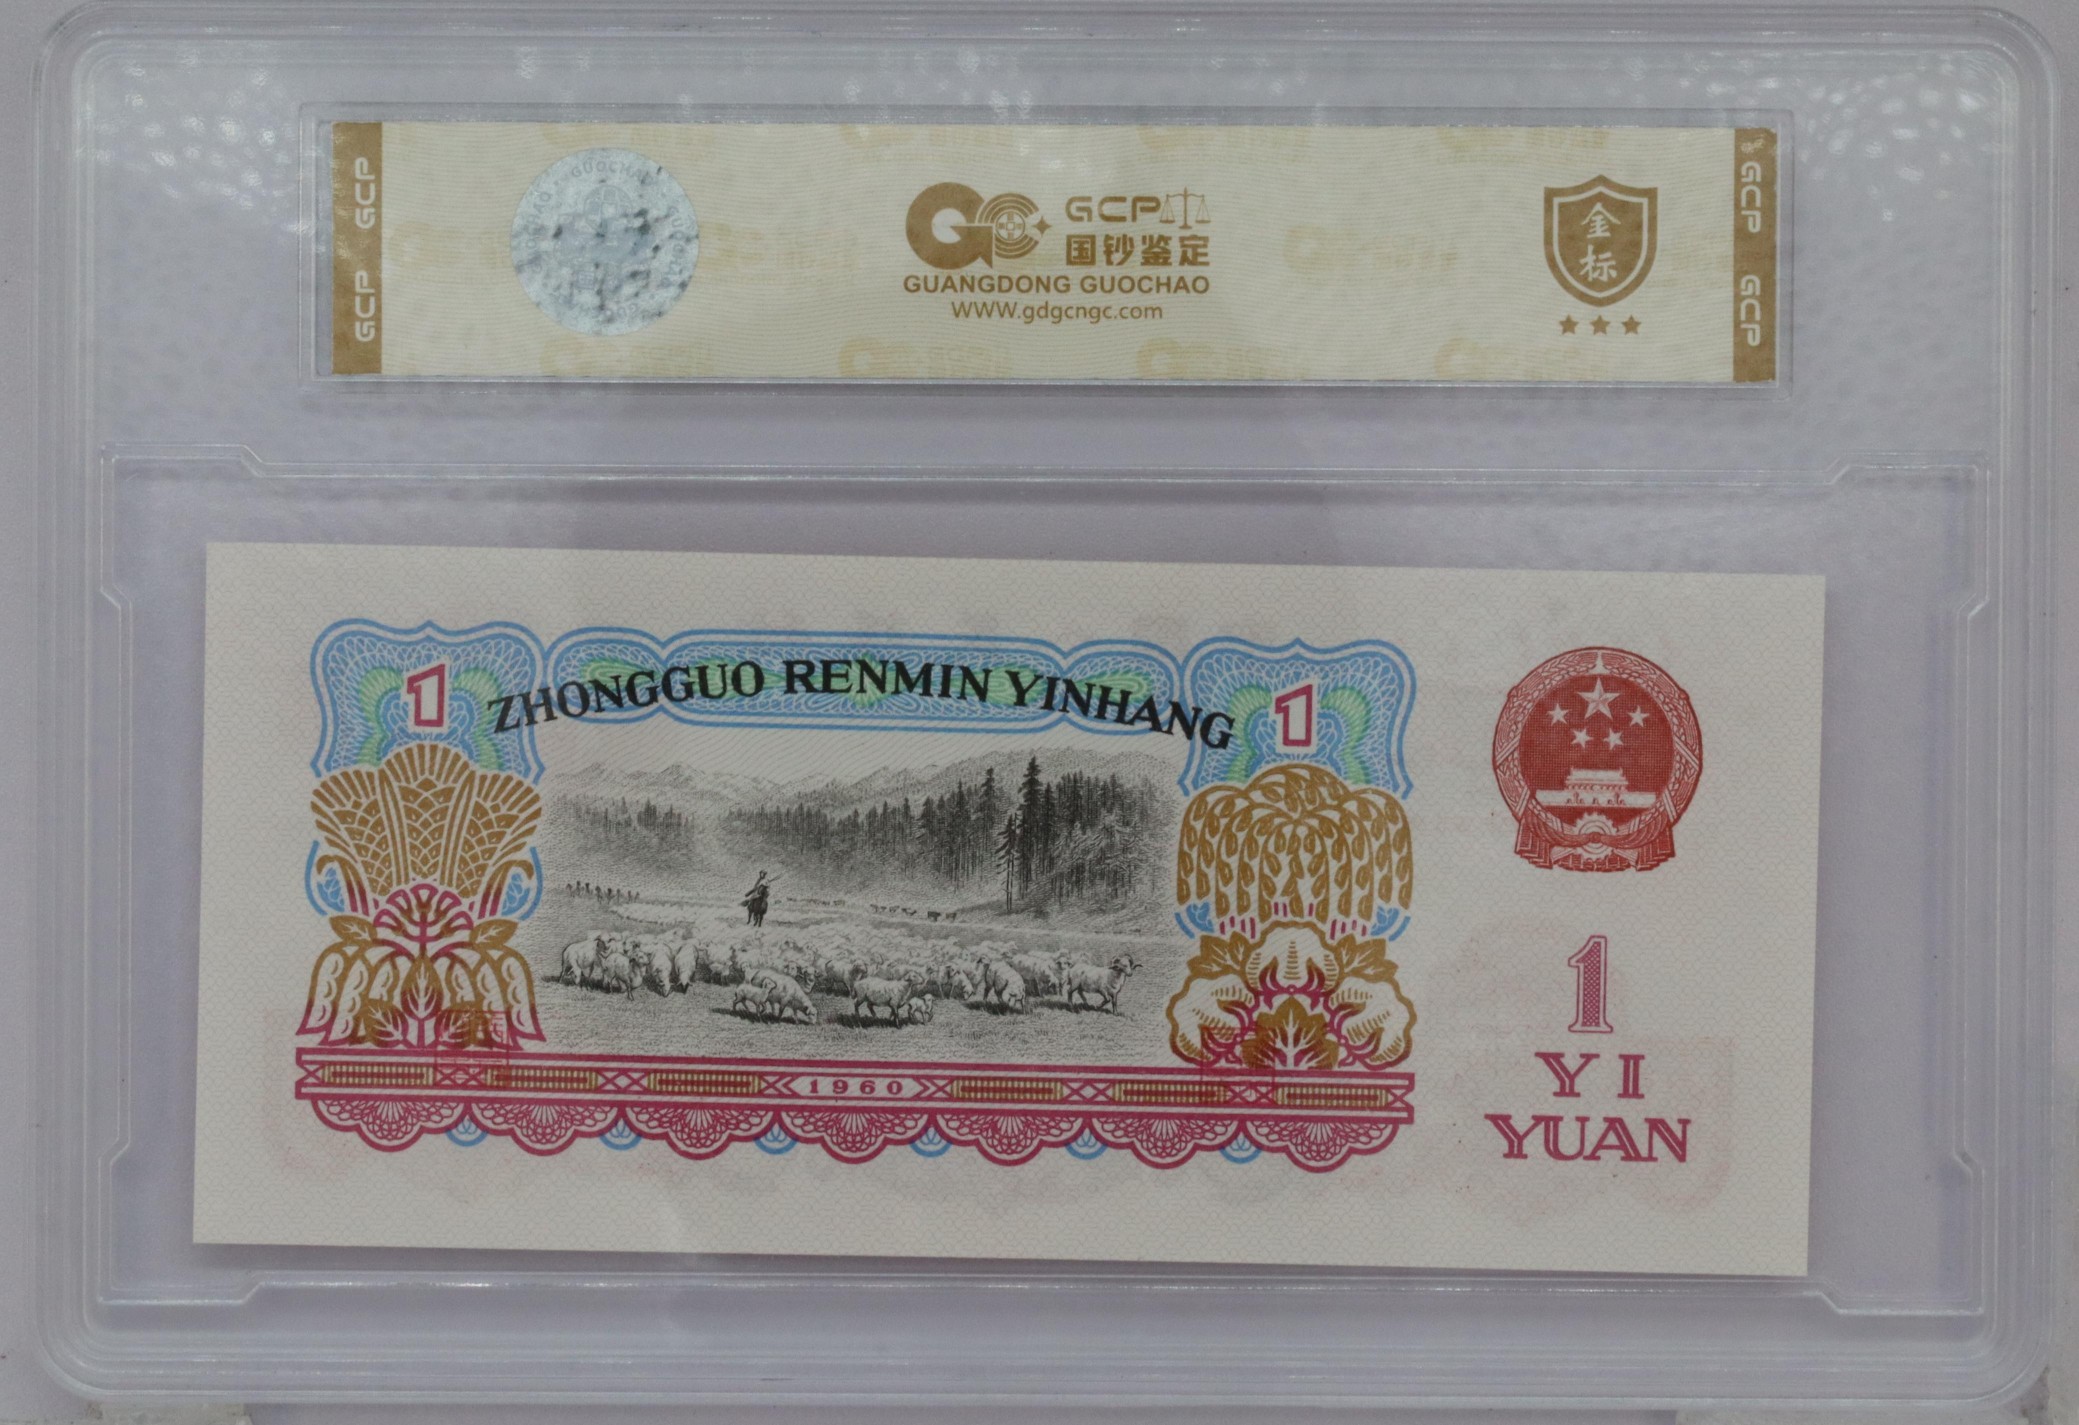 GCP GCP
GCP
国钞鉴定
GUANGDONG GUOCHAO
WWW.gdgcngc.com
金标
GCP GCP
1 ZHONGGUO RENMIN YINHANG 1
1960
1
YI
YUAN